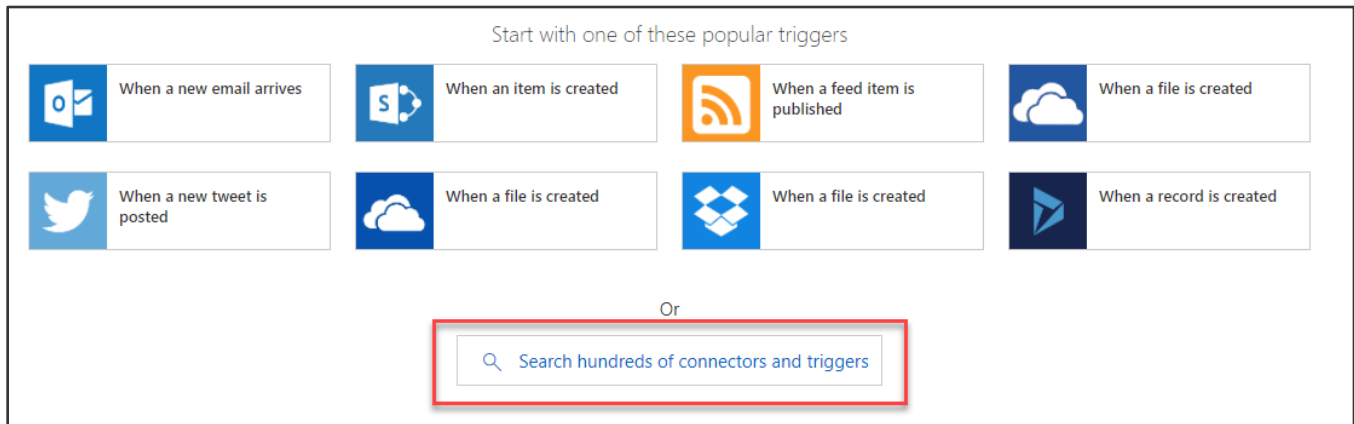 Start with one of these popular triggers
When a new email arrives
When an item is created
When a feed item is
published
When a file is created
When a new tweet is
posted
When a file is created
When a file is created
When a record is created
Or
Search hundreds of connectors and triggers